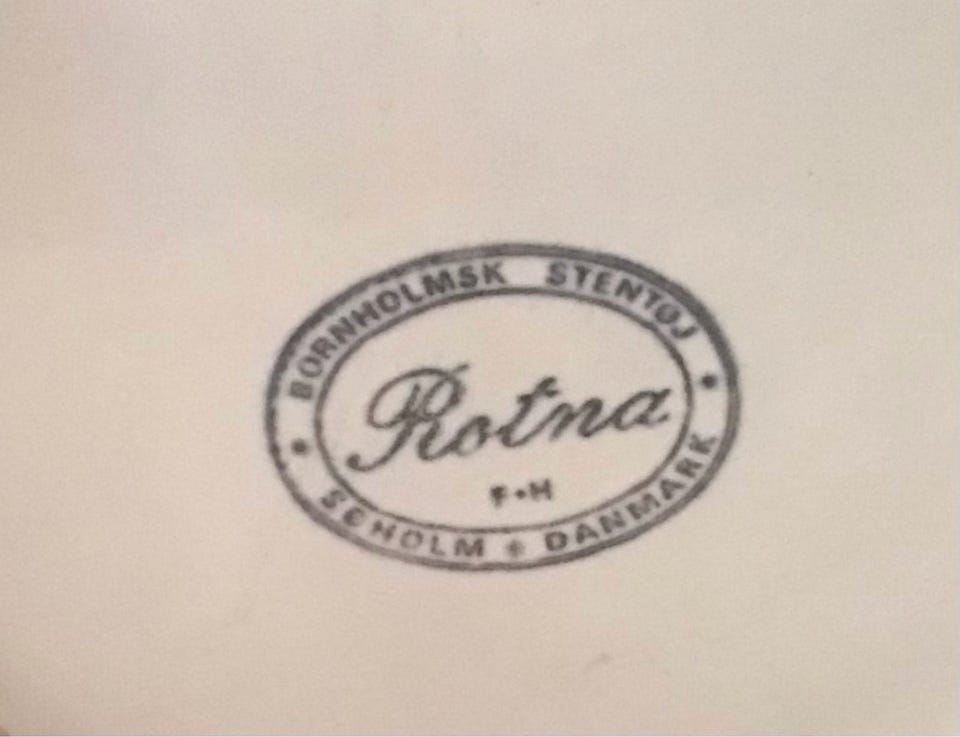 BORNHOLMSK STENTØJ
Rotna
F•H
SØHOLM * DANMARK